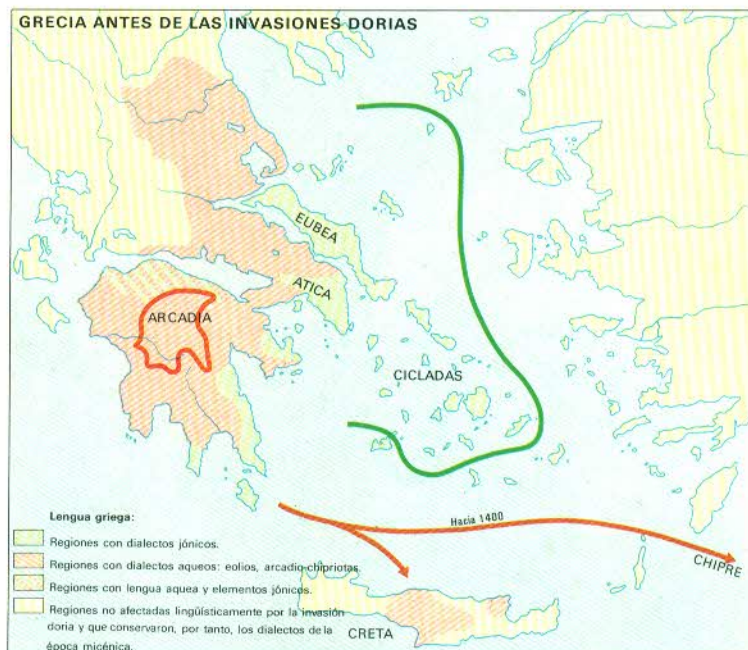 GRECIA ANTES DE LAS INVASIONES DORIAS
EUBEA
ATICA
ARCADIA
CICLADAS
Hacia 1400
CHIPRE
CRETA
Lengua griega:
Regiones con dialectos jónicos.
Regiones con dialectos aqueos: eolios, arcadio-chipriotas.
Regiones con lengua aquea y elementos jónicos.
Regiones no afectadas lingüísticamente por la invasión
doria y que conservaron, por tanto, los dialectos de la
época micénica.